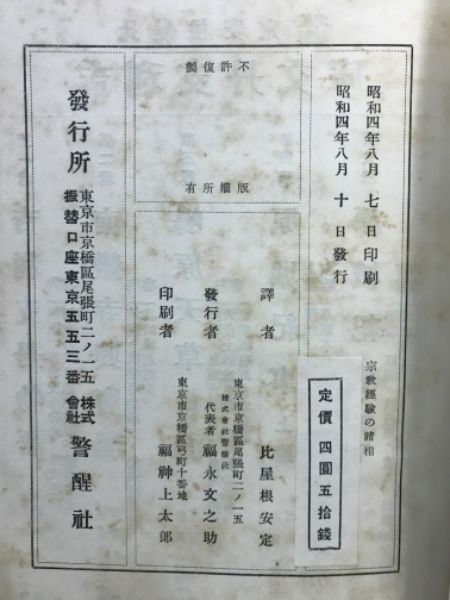 昭和四年八月七日印刷
昭和四年八月十日發行
宗教經驗の諸相
定價 四圓五拾錢
不許復製
版權所有
譯者 比屋根安定
東京市京橋區尾張町二ノ一五
株式會社警醒社
發行者 代表者 福永文之助
東京市京橋區弓町十番地
印刷者 福神上太郎
發行所
東京市京橋區尾張町二ノ一五
振替口座東京五五三番
株式會社 警醒社